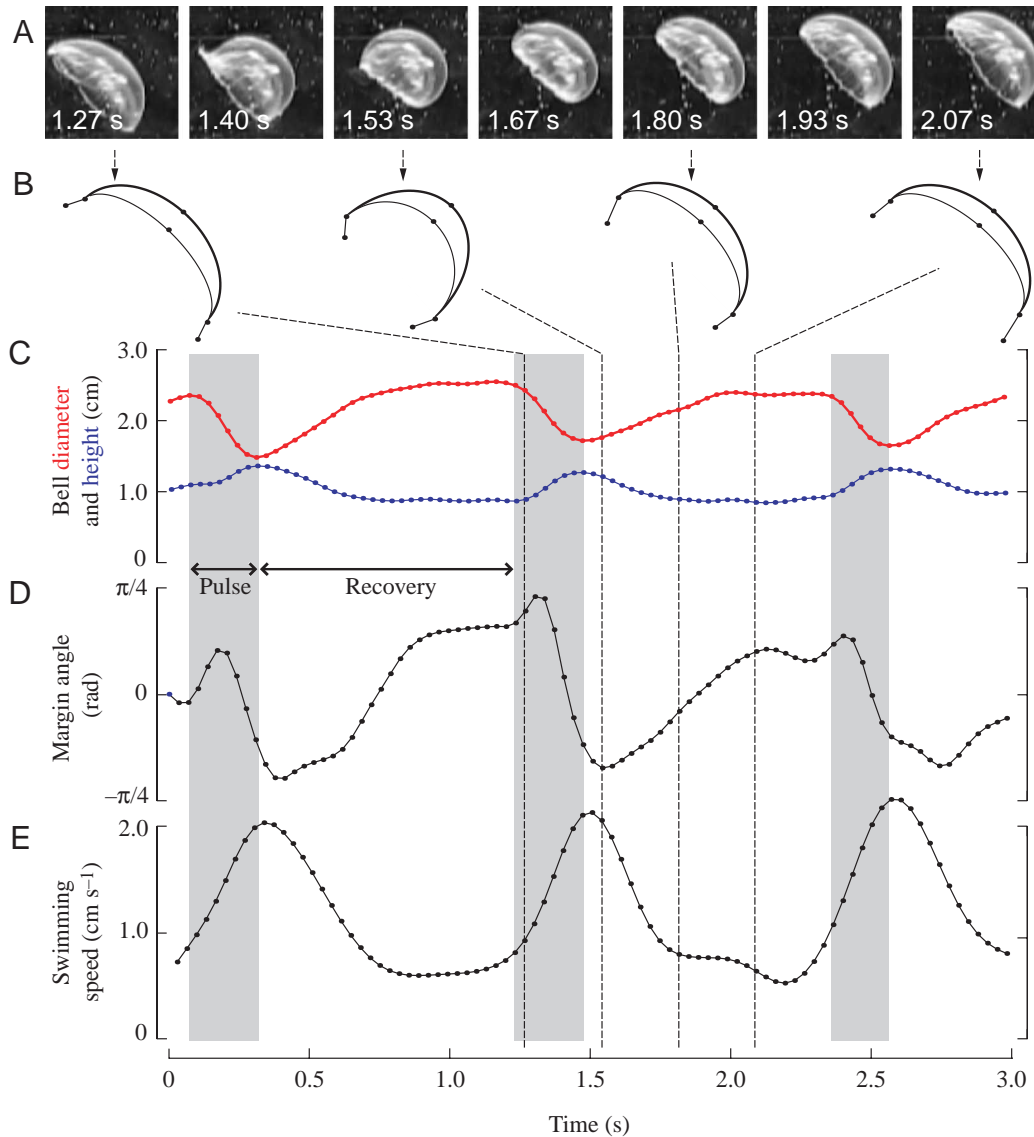 A
1.27 s 1.40 s 1.53 s 1.67 s 1.80 s 1.93 s 2.07 s
B
C
3.0
2.0
1.0
0
Bell diameter
and height (cm)
Pulse
Recovery
D
π/4
0
–π/4
Margin angle
(rad)
E
2.0
1.0
0
Swimming
speed (cm s–1)
0 0.5 1.0 1.5 2.0 2.5 3.0
Time (s)